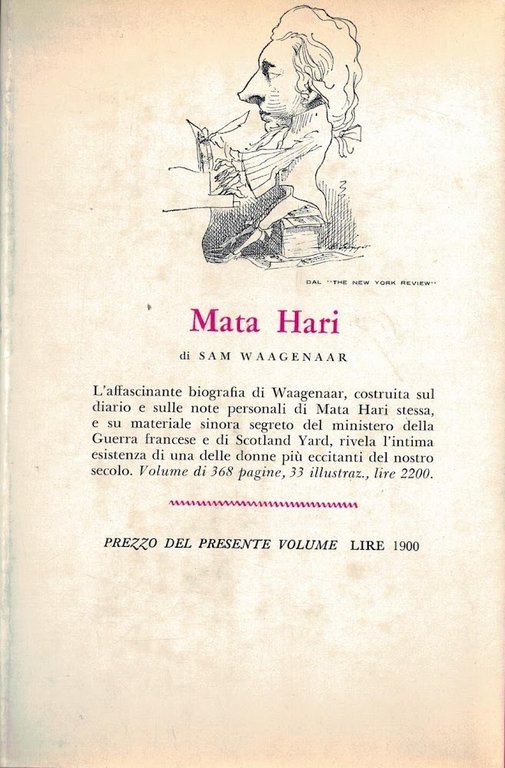 DAL "THE NEW YORK REVIEW"
Mata Hari
di SAM WAAGENAAR
L'affascinante biografia di Waagenaar, costruita sul
diario e sulle note personali di Mata Hari stessa,
e su materiale sinora segreto del ministero della
Guerra francese e di Scotland Yard, rivela l'intima
esistenza di una delle donne più eccitanti del nostro
secolo. Volume di 368 pagine, 33 illustraz., lire 2200.
PREZZO DEL PRESENTE VOLUME LIRE 1900